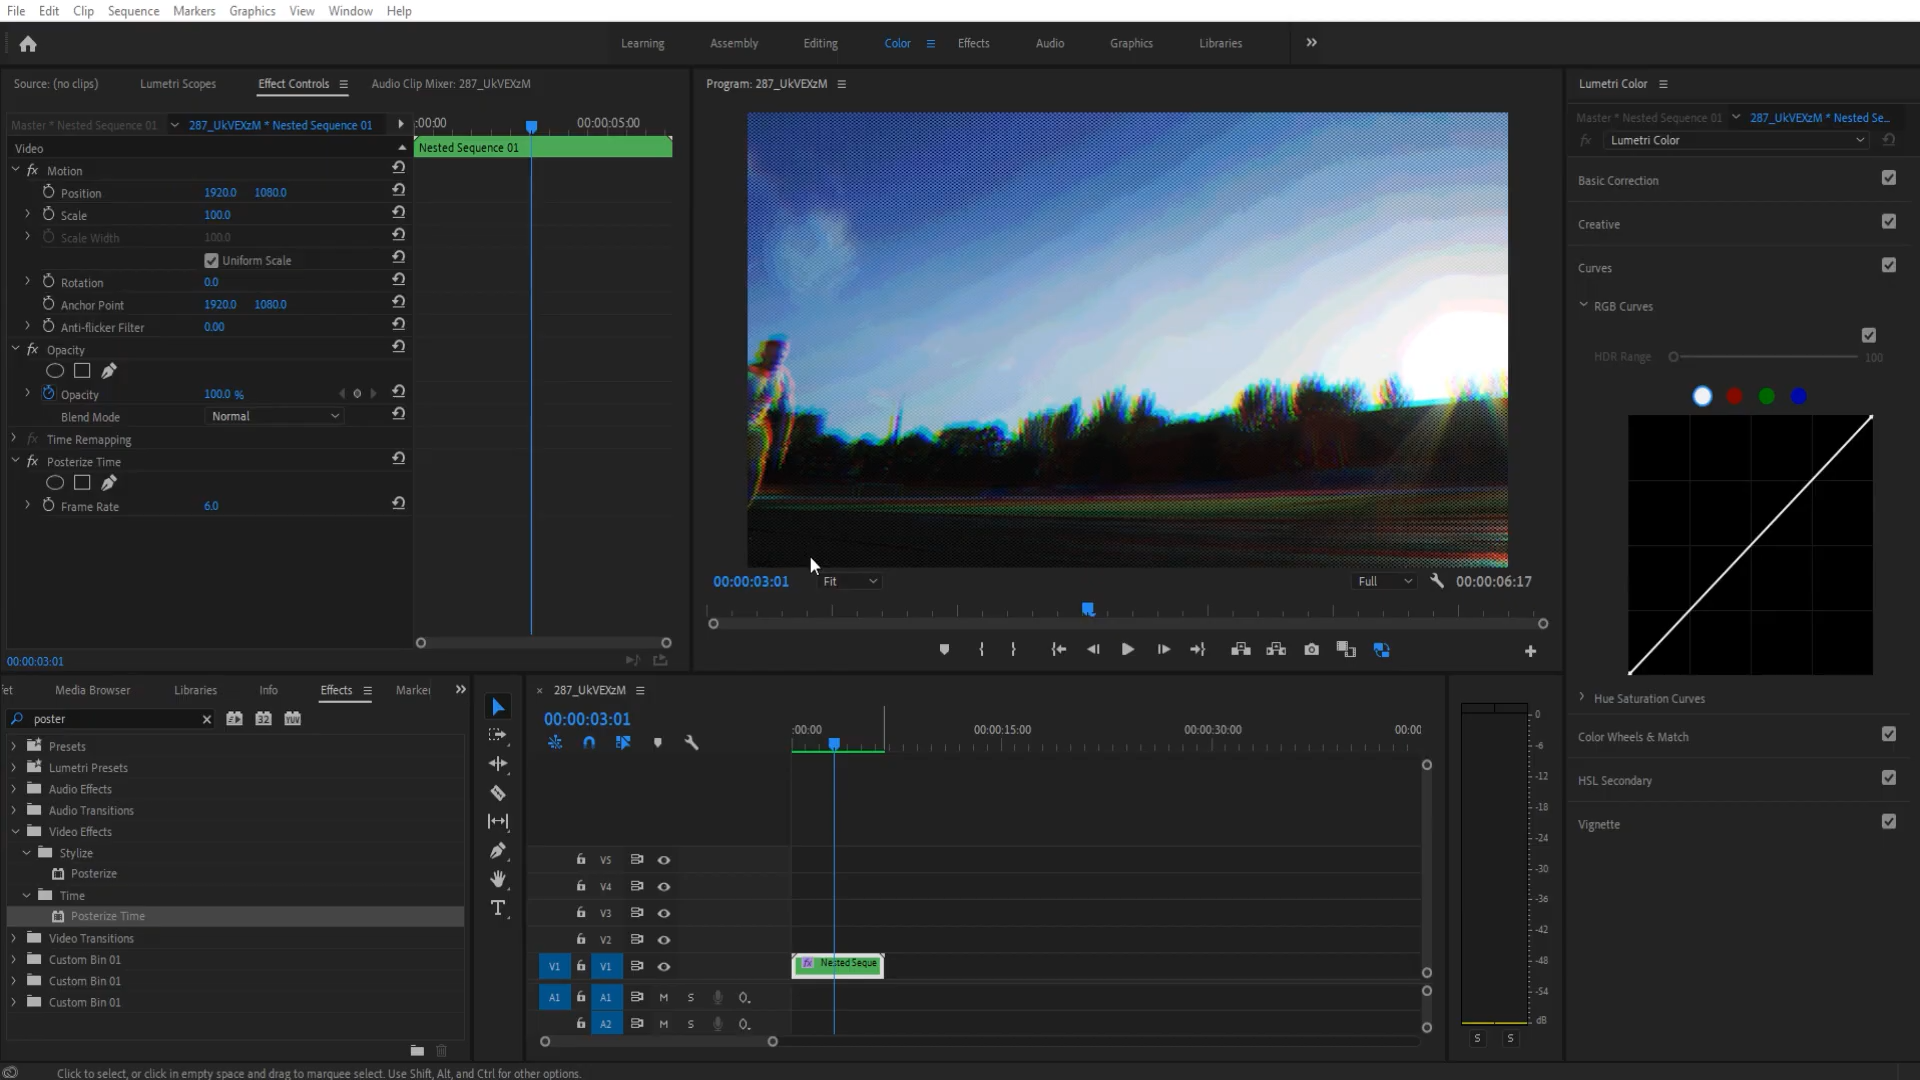 File Edit Clip Sequence Markers Graphics View Window Help
Learning Assembly Editing Color Effects Audio Graphics Libraries
Source: (no clips) Lumetri Scopes Effect Controls Audio Clip Mixer: 287_UkVEXzM
Master * Nested Sequence 01 287_UkVEXzM * Nested Sequence 01
:00:00 00:00:05:00
Video
Nested Sequence 01
fx Motion
Position 1920.0 1080.0
Scale 100.0
Scale Width 100.0
Uniform Scale
Rotation 0.0
Anchor Point 1920.0 1080.0
Anti-flicker Filter 0.00
fx Opacity
Opacity 100.0 %
Blend Mode Normal
fx Time Remapping
fx Posterize Time
Frame Rate 6.0
00:00:03:01
Program: 287_UkVEXzM
00:00:03:01 Fit Full 00:00:06:17
Lumetri Color
Master * Nested Sequence 01 287_UkVEXzM * Nested Se...
fx Lumetri Color
Basic Correction
Creative
Curves
RGB Curves
HDR Range 100
Hue Saturation Curves
Color Wheels & Match
HSL Secondary
Vignette
et Media Browser Libraries Info Effects Marker
poster
32 YUV
Presets
Lumetri Presets
Audio Effects
Audio Transitions
Video Effects
Stylize
Posterize
Time
Posterize Time
Video Transitions
Custom Bin 01
Custom Bin 01
Custom Bin 01
T
× 287_UkVEXzM
00:00:03:01
:00:00 00:00:15:00 00:00:30:00 00:00
V5
V4
V3
V2
V1 V1
fx Nested Seque
A1 A1 M S
A2 M S
0
-6
-12
-18
-24
-30
-36
-42
-48
-54
dB
S S
Click to select, or click in empty space and drag to marquee select. Use Shift, Alt, and Ctrl for other options.